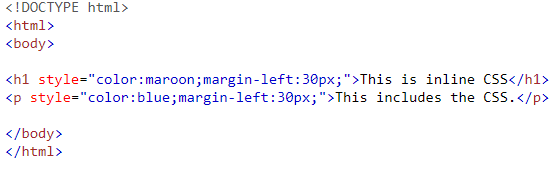 <!DOCTYPE html>
<html>
<body>
<h1 style="color:maroon;margin-left:30px;">This is inline CSS</h1>
<p style="color:blue;margin-left:30px;">This includes the CSS.</p>
</body>
</html>